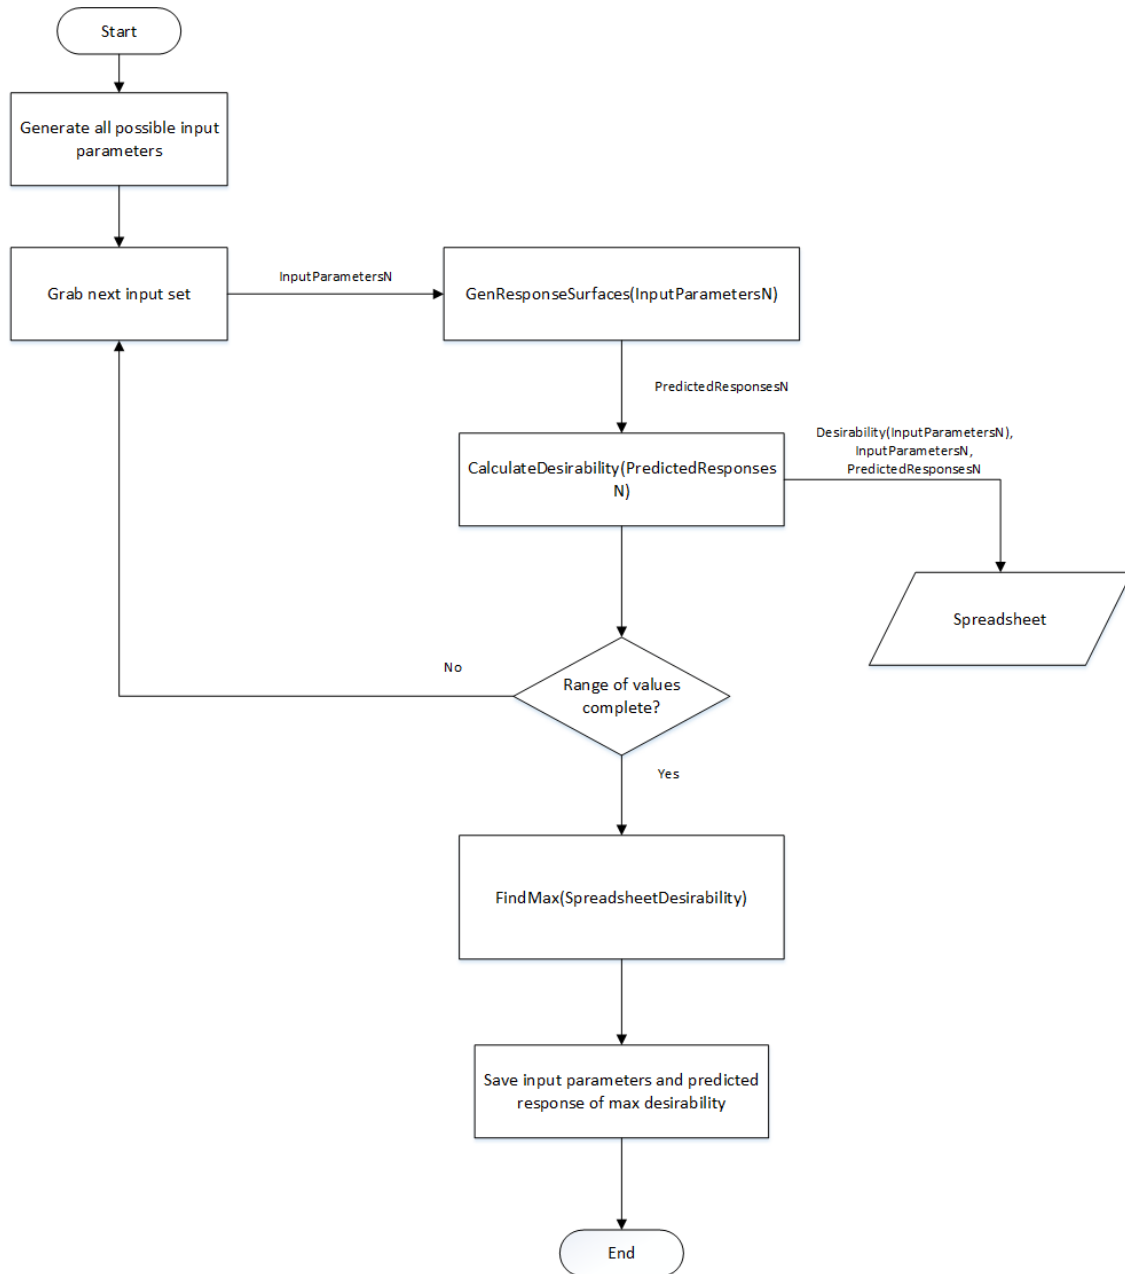 Start
Generate all possible input
parameters
Grab next input set
InputParametersN
GenResponseSurfaces(InputParametersN)
PredictedResponsesN
CalculateDesirability(PredictedResponses
N)
Desirability(InputParametersN),
InputParametersN,
PredictedResponsesN
Spreadsheet
No
Range of values
complete?
Yes
FindMax(SpreadsheetDesirability)
Save input parameters and predicted
response of max desirability
End